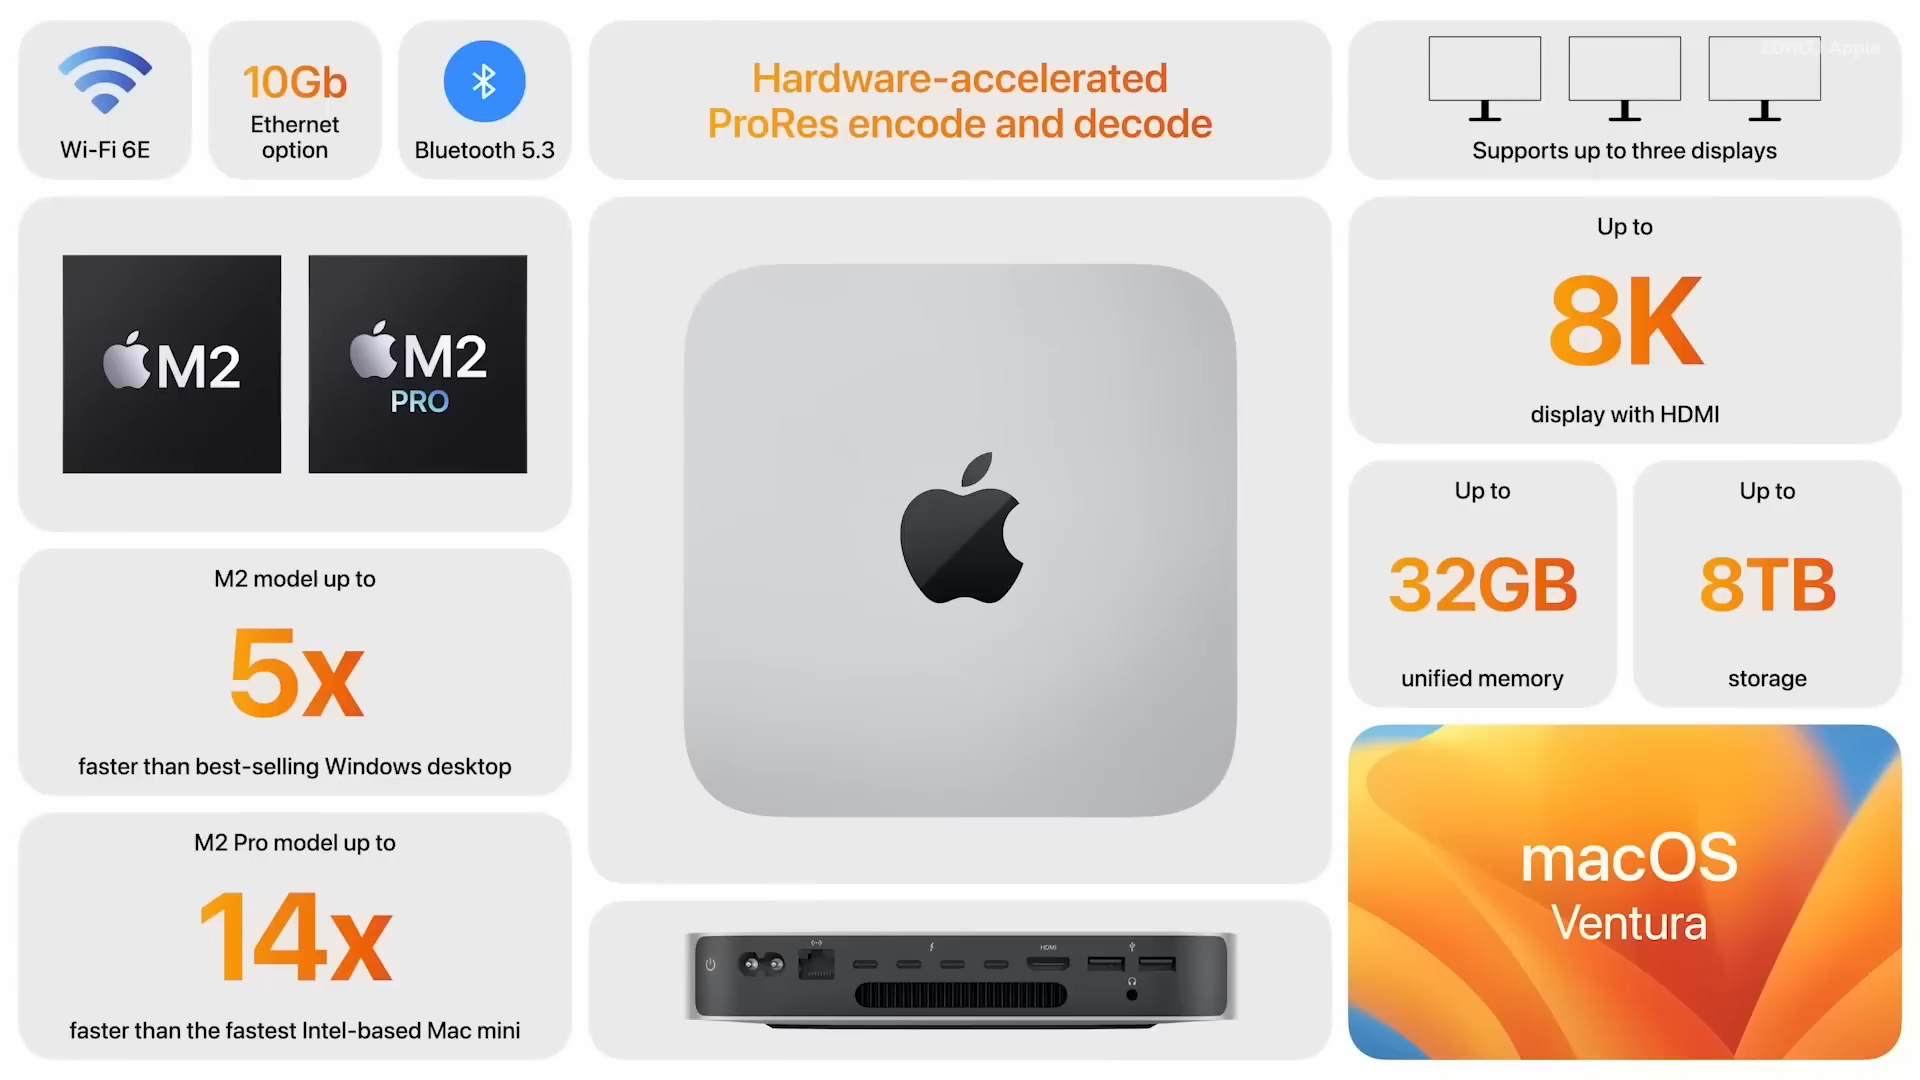 Wi-Fi 6E
10Gb
Ethernet
option
Bluetooth 5.3
Hardware-accelerated
ProRes encode and decode
Supports up to three displays
M2
M2
PRO
Up to
8K
display with HDMI
Up to
32GB
unified memory
Up to
8TB
storage
M2 model up to
5x
faster than best-selling Windows desktop
M2 Pro model up to
14x
faster than the fastest Intel-based Mac mini
HDMI
macOS
Ventura
Apple